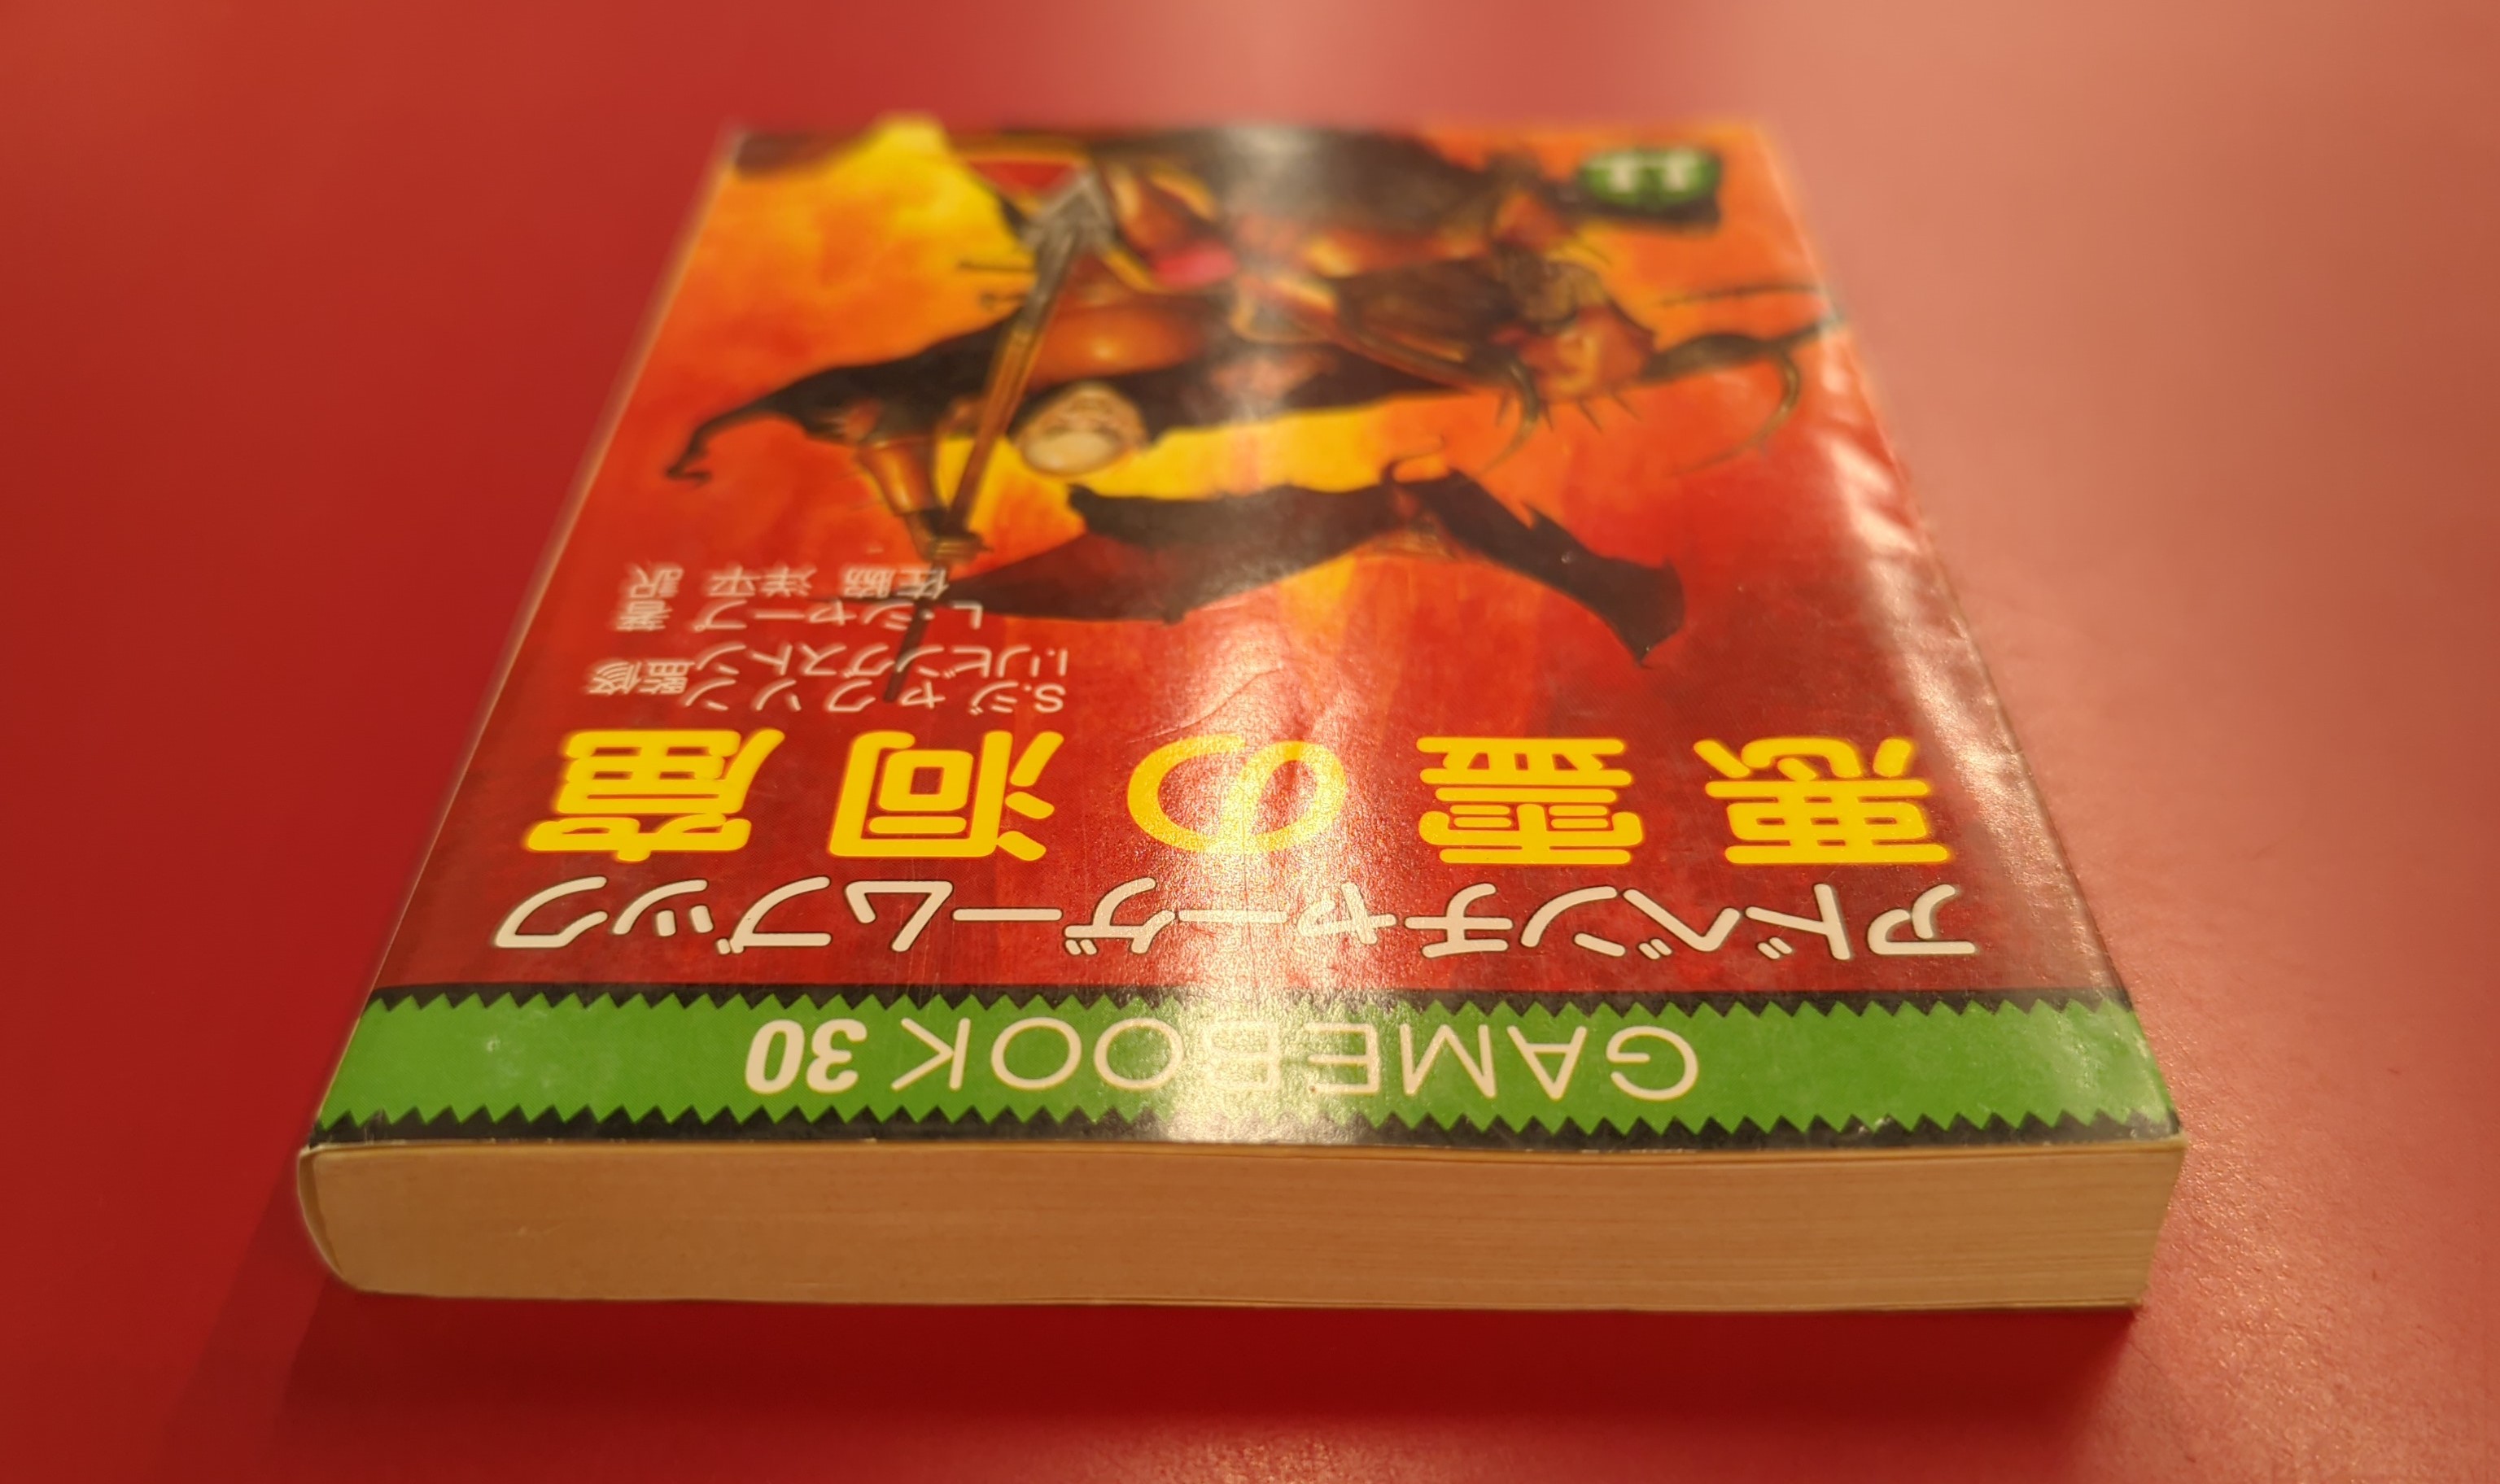 GAMEBOOK 30
アドベンチャーゲームブック
悪霊の洞窟
S.ジャクソン
I.リビングストン 監修
L・シャープ 著
佐脇 洋平 訳